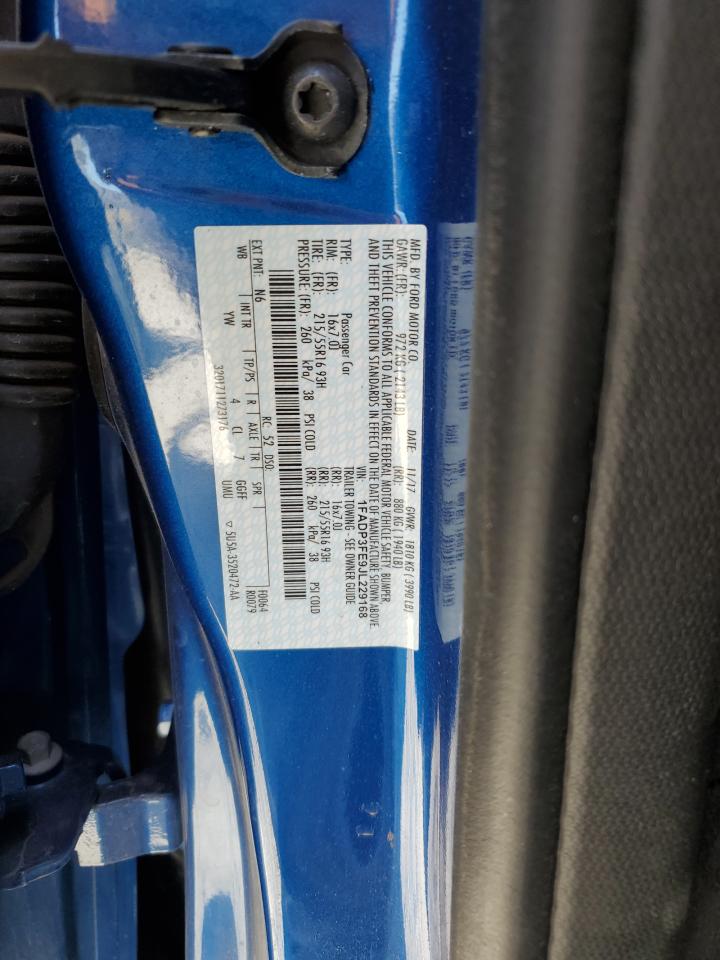 MFD. BY FORD MOTOR CO.
DATE: 11/17 GVWR: 1810 KG ( 3990 LB)
GAWR: (FR): 972 KG ( 2143 LB) (RR): 880 KG ( 1940 LB)
THIS VEHICLE CONFORMS TO ALL APPLICABLE FEDERAL MOTOR VEHICLE SAFETY, BUMPER,
AND THEFT PREVENTION STANDARDS IN EFFECT ON THE DATE OF MANUFACTURE SHOWN ABOVE.
VIN: 1FADP3FE9JL229168
TYPE: Passenger Car TRAILER TOWING - SEE OWNER GUIDE
RIM: (FR): 16x7.0J (RR): 16x7.0J
TIRE: (FR): 215/55R16 93H (RR): 215/55R16 93H
PRESSURE: (FR): 260 kPa/ 38 PSI COLD (RR): 260 kPa/ 38 PSI COLD
EXT PNT: N6 RC: 52 DSO: F0064
WB INT TR TP/PS R AXLE TR SPR R0079
YW 4 CL 7 GGFF UMU
3201711273176 ▽ 5U5A-3520472-AA